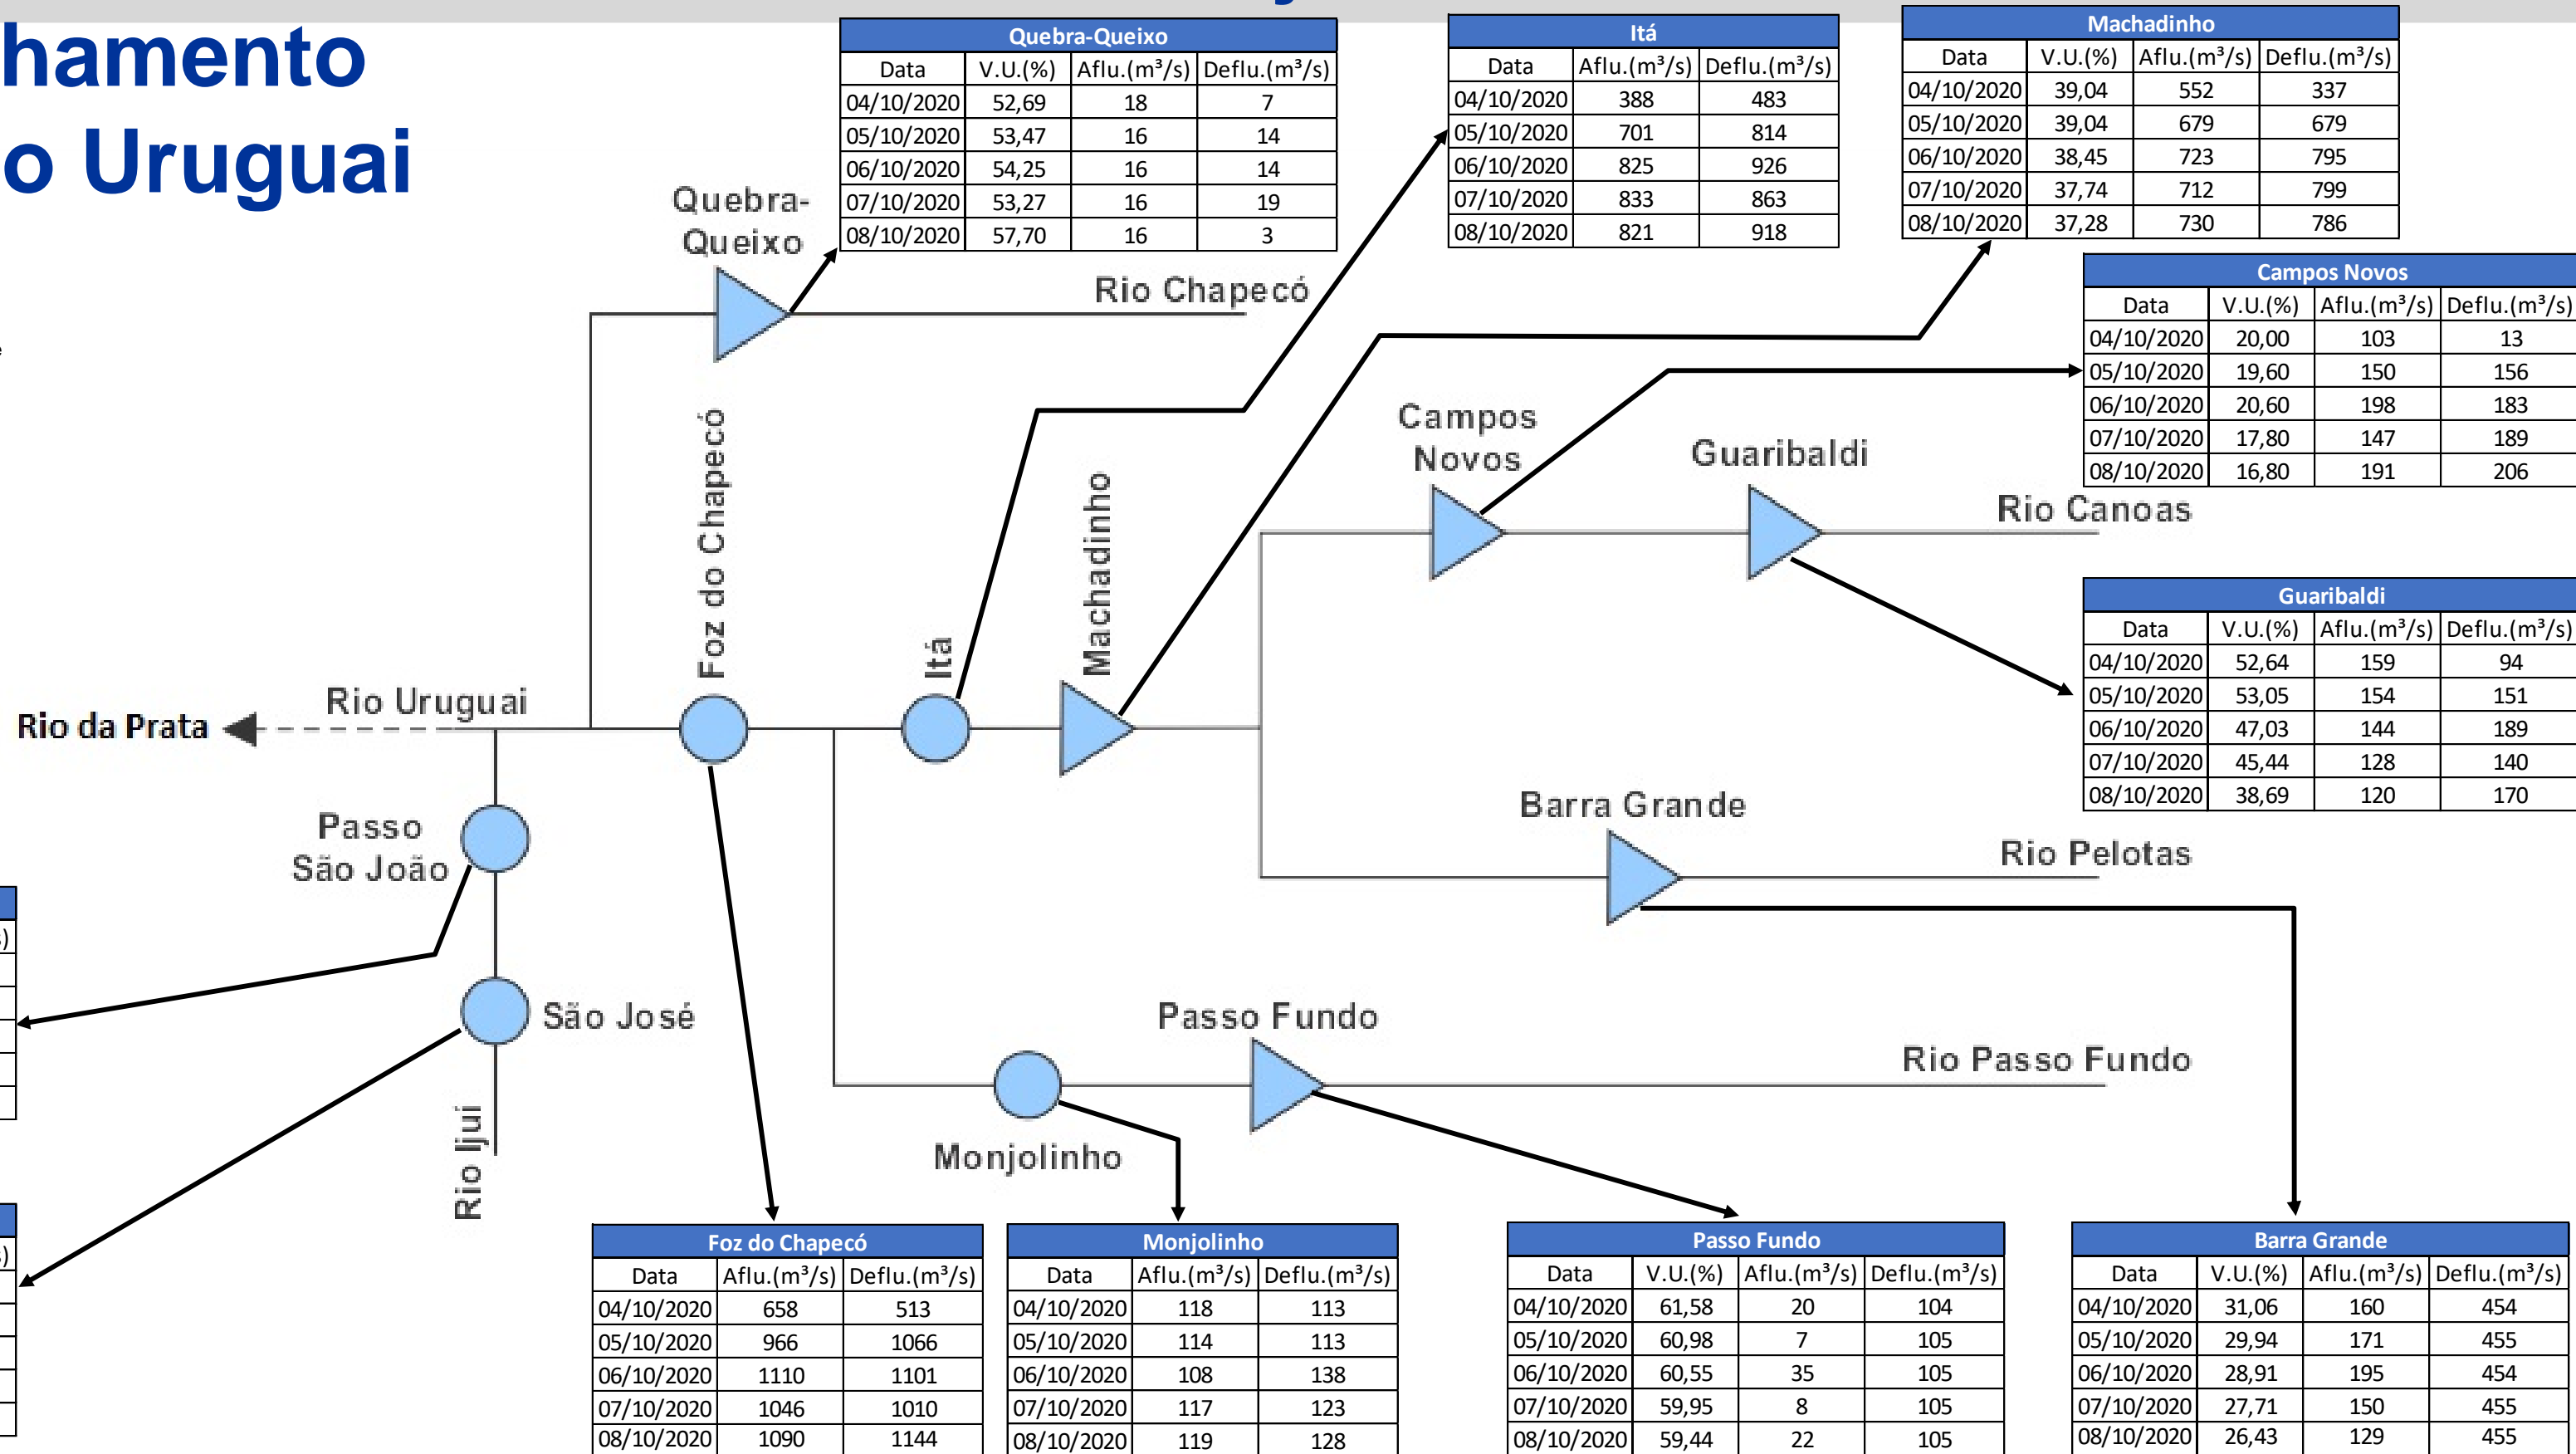 hamento
o Uruguai
Quebra-Queixo
Data V.U.(%) Aflu.(m³/s) Deflu.(m³/s)
04/10/2020 52,69 18 7
05/10/2020 53,47 16 14
06/10/2020 54,25 16 14
07/10/2020 53,27 16 19
08/10/2020 57,70 16 3
Itá
Data Aflu.(m³/s) Deflu.(m³/s)
04/10/2020 388 483
05/10/2020 701 814
06/10/2020 825 926
07/10/2020 833 863
08/10/2020 821 918
Machadinho
Data V.U.(%) Aflu.(m³/s) Deflu.(m³/s)
04/10/2020 39,04 552 337
05/10/2020 39,04 679 679
06/10/2020 38,45 723 795
07/10/2020 37,74 712 799
08/10/2020 37,28 730 786
Campos Novos
Data V.U.(%) Aflu.(m³/s) Deflu.(m³/s)
04/10/2020 20,00 103 13
05/10/2020 19,60 150 156
06/10/2020 20,60 198 183
07/10/2020 17,80 147 189
08/10/2020 16,80 191 206
Quebra-
Queixo
Rio Chapecó
Foz do Chapecó
Itá
Machadinho
Campos
Novos
Guaribaldi
Rio Canoas
Guaribaldi
Data V.U.(%) Aflu.(m³/s) Deflu.(m³/s)
04/10/2020 52,64 159 94
05/10/2020 53,05 154 151
06/10/2020 47,03 144 189
07/10/2020 45,44 128 140
08/10/2020 38,69 120 170
Rio da Prata
Rio Uruguai
Passo
São João
Barra Grande
Rio Pelotas
São José
Passo Fundo
Rio Passo Fundo
Rio Ijuí
Monjolinho
Foz do Chapecó
Data Aflu.(m³/s) Deflu.(m³/s)
04/10/2020 658 513
05/10/2020 966 1066
06/10/2020 1110 1101
07/10/2020 1046 1010
08/10/2020 1090 1144
Monjolinho
Data Aflu.(m³/s) Deflu.(m³/s)
04/10/2020 118 113
05/10/2020 114 113
06/10/2020 108 138
07/10/2020 117 123
08/10/2020 119 128
Passo Fundo
Data V.U.(%) Aflu.(m³/s) Deflu.(m³/s)
04/10/2020 61,58 20 104
05/10/2020 60,98 7 105
06/10/2020 60,55 35 105
07/10/2020 59,95 8 105
08/10/2020 59,44 22 105
Barra Grande
Data V.U.(%) Aflu.(m³/s) Deflu.(m³/s)
04/10/2020 31,06 160 454
05/10/2020 29,94 171 455
06/10/2020 28,91 195 454
07/10/2020 27,71 150 455
08/10/2020 26,43 129 455